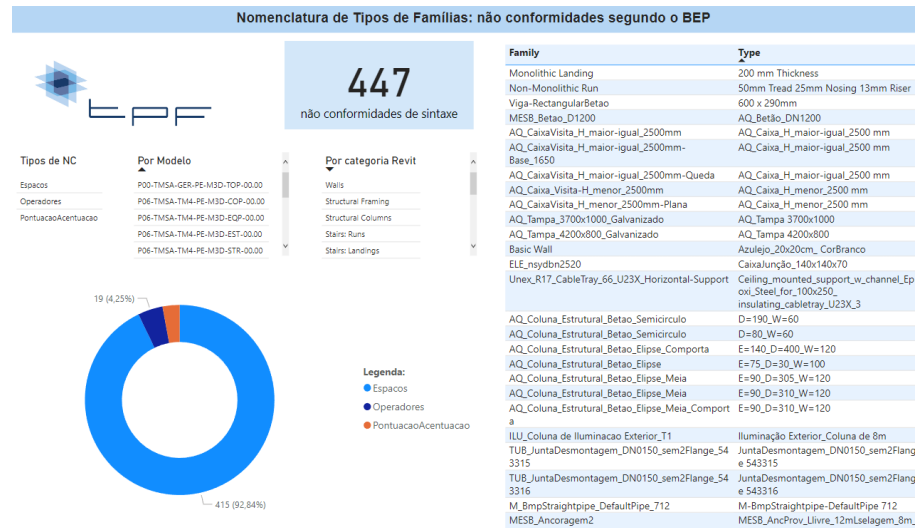 Nomenclatura de Tipos de Famílias: não conformidades segundo o BEP
tpf
447
não conformidades de sintaxe
Tipos de NC
Espacos
Operadores
PontuacaoAcentuacao
Por Modelo
P00-TMSA-GER-PE-M3D-TOP-00.00
P06-TMSA-TM4-PE-M3D-COP-00.00
P06-TMSA-TM4-PE-M3D-EQP-00.00
P06-TMSA-TM4-PE-M3D-EST-00.00
P06-TMSA-TM4-PE-M3D-STR-00.00
Por categoria Revit
Walls
Structural Framing
Structural Columns
Stairs: Runs
Stairs: Landings
19 (4,25%)
415 (92,84%)
Legenda:
Espacos
Operadores
PontuacaoAcentuacao
Family Type
Monolithic Landing 200 mm Thickness
Non-Monolithic Run 50mm Tread 25mm Nosing 13mm Riser
Viga-RectangularBetao 600 x 290mm
MESB_Betao_D1200 AQ_Betão_DN1200
AQ_CaixaVisita_H_maior-igual_2500mm AQ_Caixa_H_maior-igual_2500 mm
AQ_CaixaVisita_H_maior-igual_2500mm- AQ_Caixa_H_maior-igual_2500 mm
Base_1650
AQ_CaixaVisita_H_maior-igual_2500mm-Queda AQ_Caixa_H_maior-igual_2500 mm
AQ_Caixa_Visita-H_menor_2500mm AQ_Caixa_H_menor_2500 mm
AQ_CaixaVisita_H_menor_2500mm-Plana AQ_Caixa_H_menor_2500 mm
AQ_Tampa_3700x1000_Galvanizado AQ_Tampa 3700x1000
AQ_Tampa_4200x800_Galvanizado AQ_Tampa 4200x800
Basic Wall Azulejo_20x20cm_ CorBranco
ELE_nsydbn2520 CaixaJunção_140x140x70
Unex_R17_CableTray_66_U23X_Horizontal-Support Ceiling_mounted_support_w_channel_Ep
oxi_Steel_for_100x250_
insulating_cabletray_U23X_3
AQ_Coluna_Estrutural_Betao_Semicirculo D=190_W=60
AQ_Coluna_Estrutural_Betao_Semicirculo D=80_W=60
AQ_Coluna_Estrutural_Betao_Elipse_Comporta E=140_D=400_W=120
AQ_Coluna_Estrutural_Betao_Elipse E=75_D=30_W=100
AQ_Coluna_Estrutural_Betao_Elipse_Meia E=90_D=305_W=120
AQ_Coluna_Estrutural_Betao_Elipse_Meia E=90_D=310_W=120
AQ_Coluna_Estrutural_Betao_Elipse_Meia_Comport E=90_D=310_W=120
a
ILU_Coluna de Iluminacao Exterior_T1 Iluminação Exterior_Coluna de 8m
TUB_JuntaDesmontagem_DN0150_sem2Flange_54 JuntaDesmontagem_DN0150_sem2Flang
3315 e 543315
TUB_JuntaDesmontagem_DN0150_sem2Flange_54 JuntaDesmontagem_DN0150_sem2Flang
3316 e 543316
M_BmpStraightpipe_DefaultPipe_712 M-BmpStraightpipe-DefaultPipe 712
MESB_Ancoragem2 MESB_AncProv_Llivre_12mLselagem_8m_